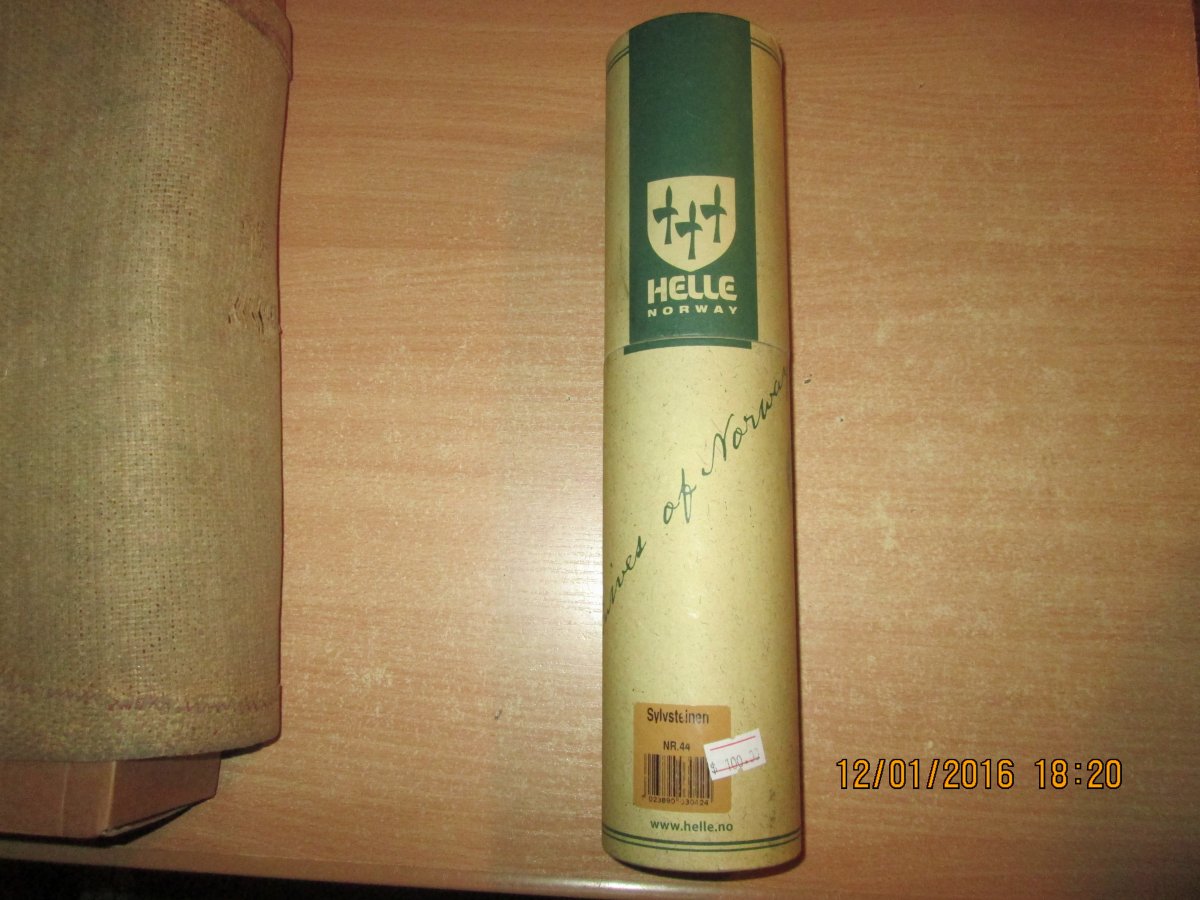 HELLE
NORWAY
of Norwa
Sylvsteinen
NR.44
www.helle.no
12/01/2016 18:20